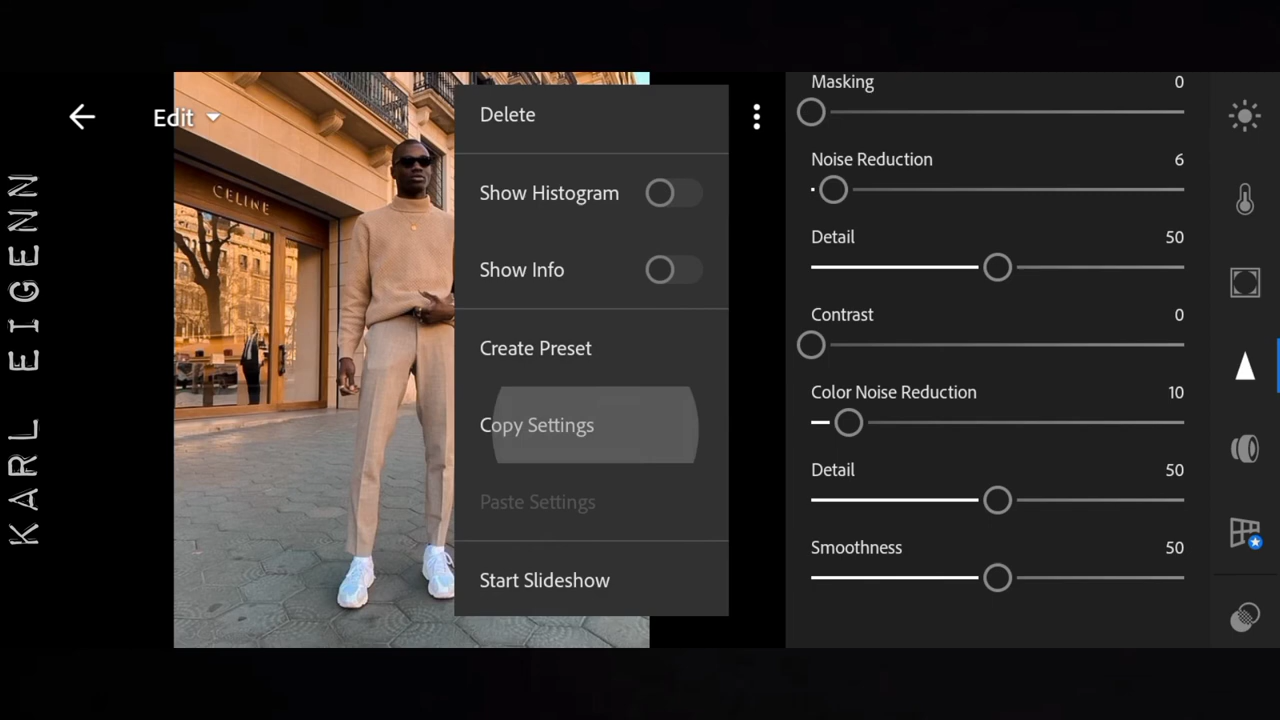 KARL EIGENN
Edit
CELINE
Delete
Show Histogram
Show Info
Create Preset
Copy Settings
Paste Settings
Start Slideshow
Masking 0
Noise Reduction 6
Detail 50
Contrast 0
Color Noise Reduction 10
Detail 50
Smoothness 50